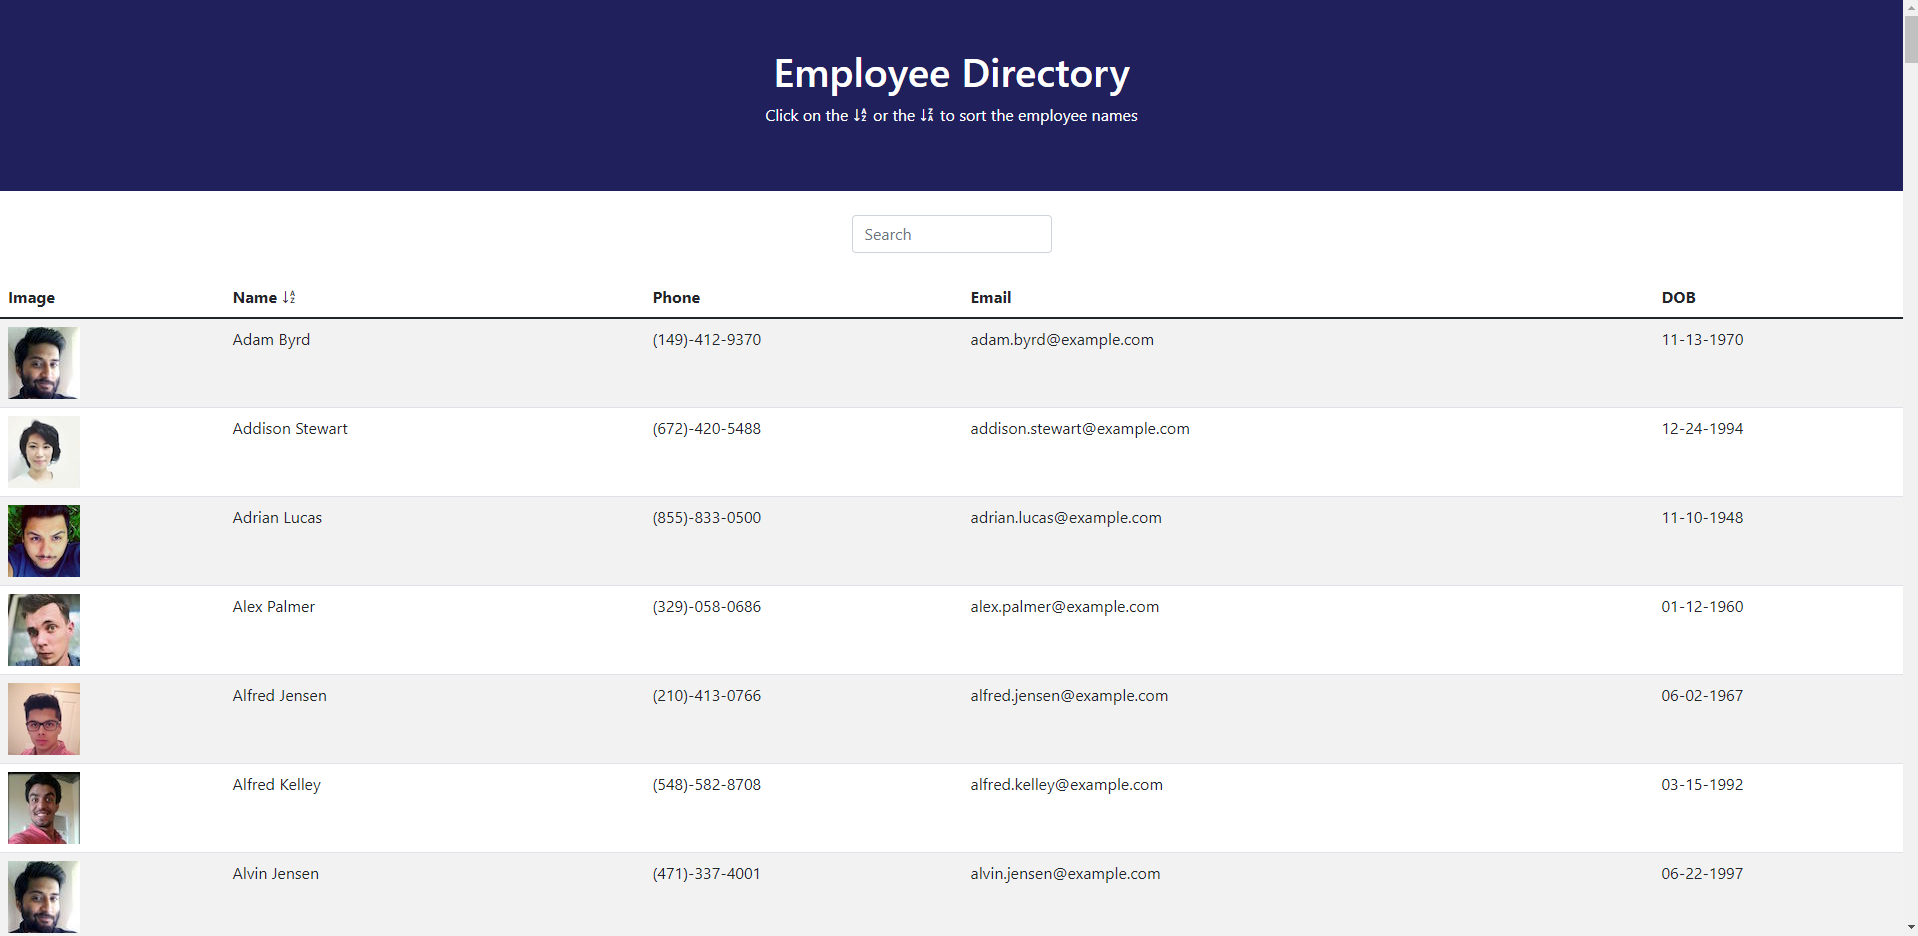 Employee Directory
Click on the or the to sort the employee names
Search
Image Name Phone Email DOB
Adam Byrd (149)-412-9370 adam.byrd@example.com 11-13-1970
Addison Stewart (672)-420-5488 addison.stewart@example.com 12-24-1994
Adrian Lucas (855)-833-0500 adrian.lucas@example.com 11-10-1948
Alex Palmer (329)-058-0686 alex.palmer@example.com 01-12-1960
Alfred Jensen (210)-413-0766 alfred.jensen@example.com 06-02-1967
Alfred Kelley (548)-582-8708 alfred.kelley@example.com 03-15-1992
Alvin Jensen (471)-337-4001 alvin.jensen@example.com 06-22-1997